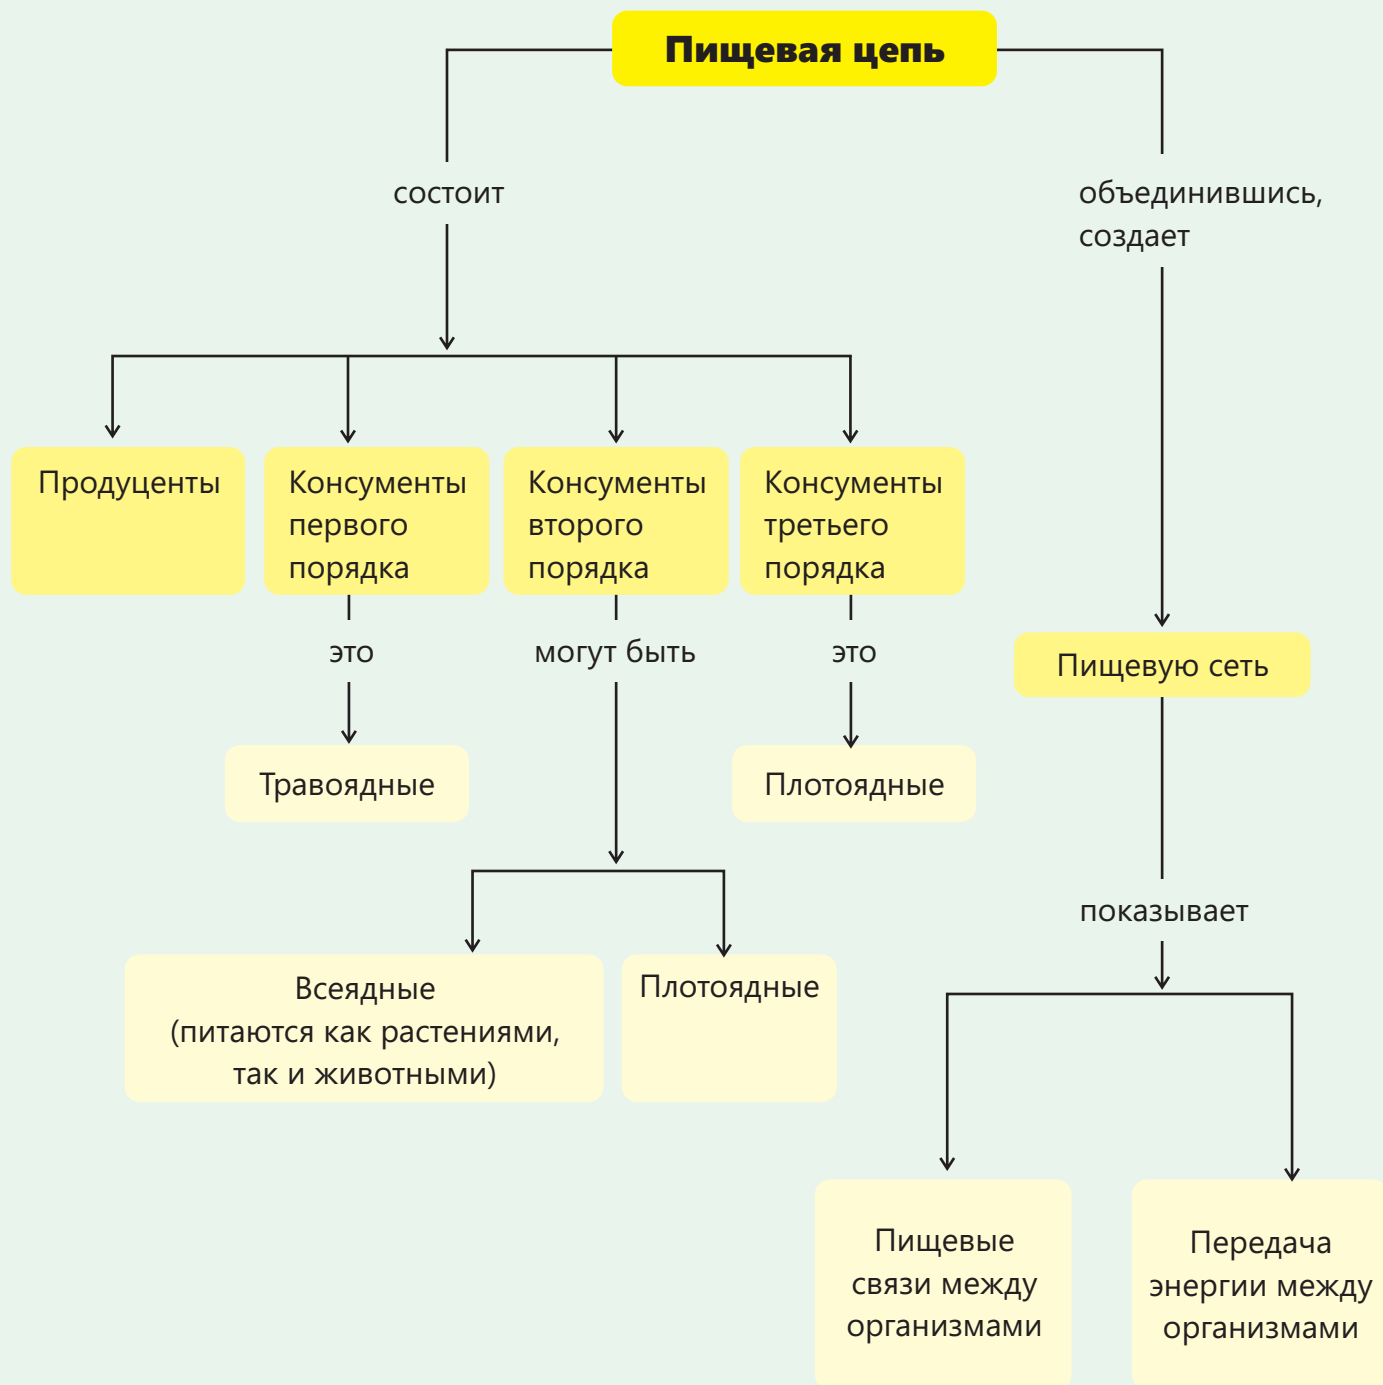 Пищевая цепь
состоит
объединившись,
создает
Продуценты
Консументы
первого
порядка
Консументы
второго
порядка
Консументы
третьего
порядка
это
могут быть
это
Пищевую сеть
Травоядные
Плотоядные
показывает
Всеядные
(питаются как растениями,
так и животными)
Плотоядные
Пищевые
связи между
организмами
Передача
энергии между
организмами